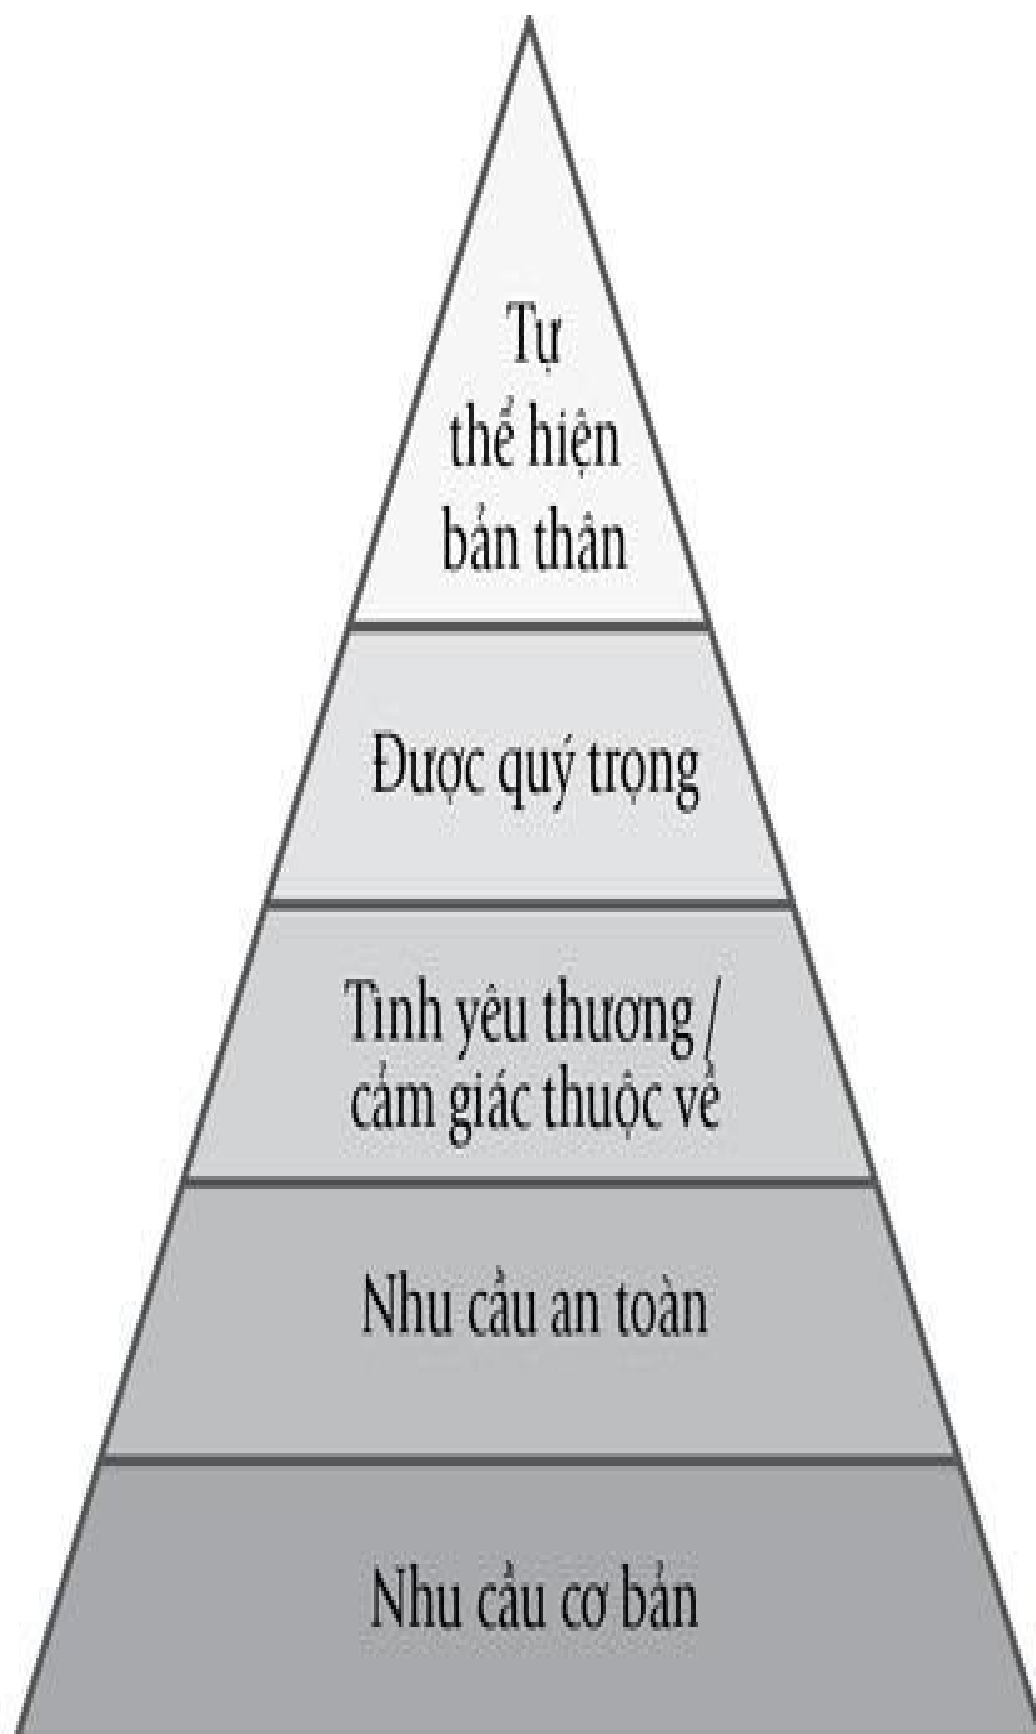 Tự
thể hiện
bản thân
Được quý trọng
Tình yêu thương /
cảm giác thuộc về
Nhu cầu an toàn
Nhu cầu cơ bản